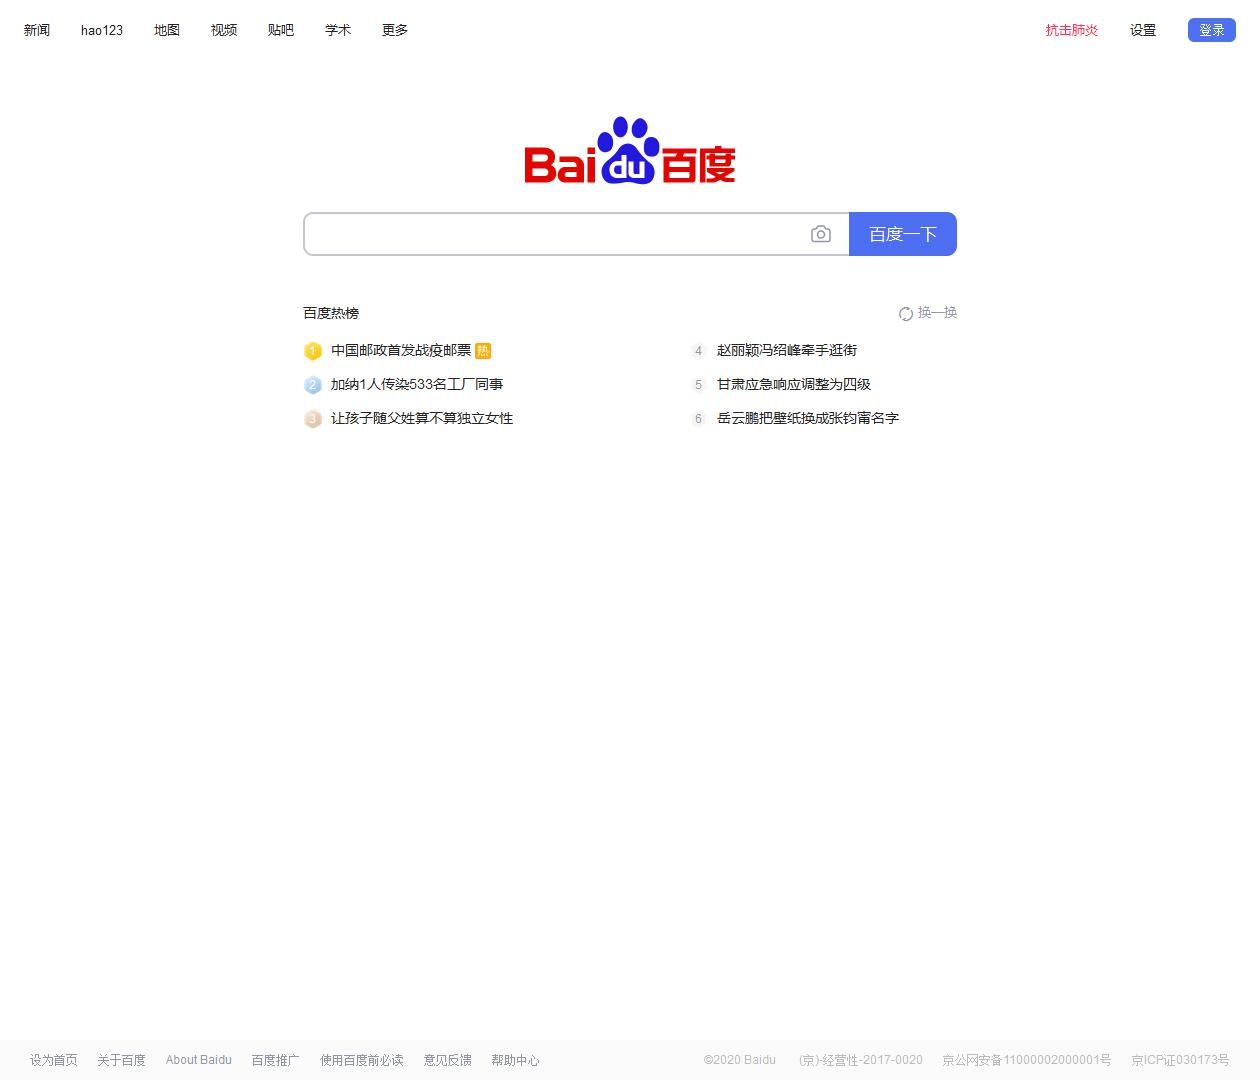 新闻 hao123 地图 视频 贴吧 学术 更多 抗击肺炎 设置 登录
Bai du 百度
百度一下
百度热榜 换一换
1 中国邮政首发战疫邮票 热
2 加纳1人传染533名工厂同事
3 让孩子随父姓算不算独立女性
4 赵丽颖冯绍峰牵手逛街
5 甘肃应急响应调整为四级
6 岳云鹏把壁纸换成张钧甯名字
设为首页 关于百度 About Baidu 百度推广 使用百度前必读 意见反馈 帮助中心 ©2020 Baidu (京)-经营性-2017-0020 京公网安备11000002000001号 京ICP证030173号